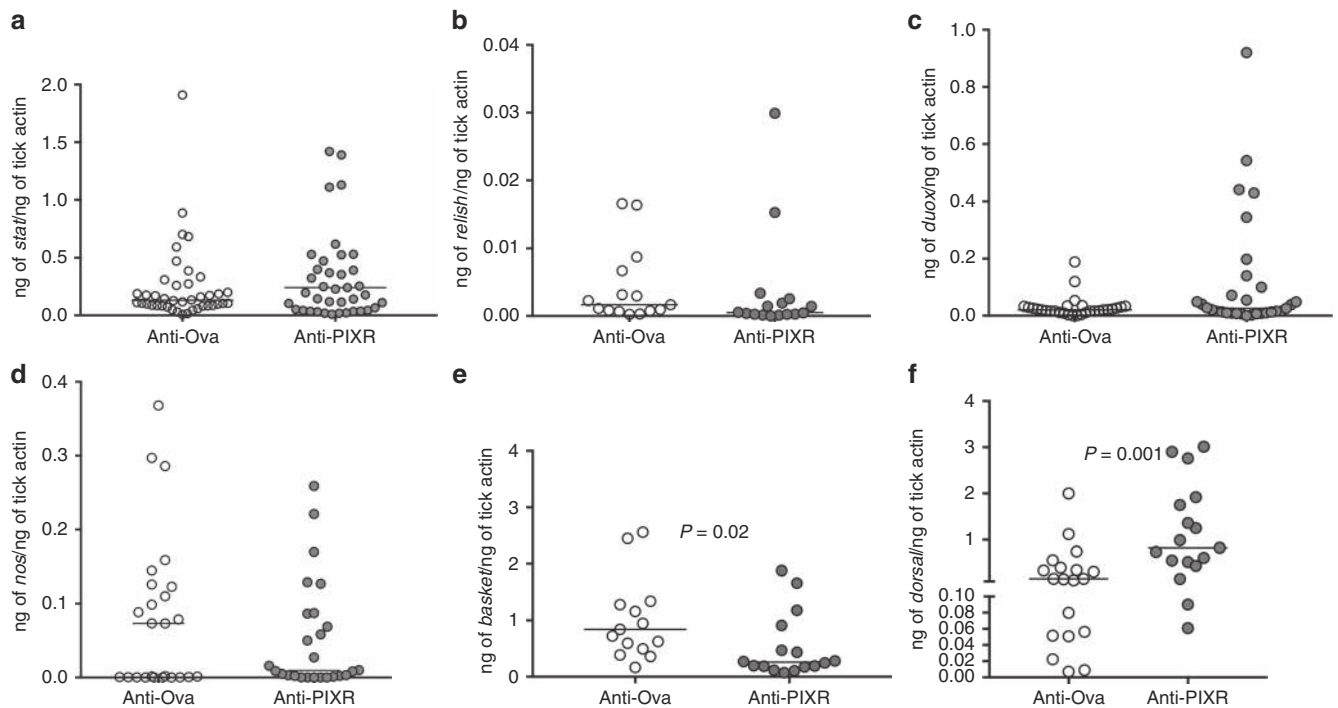 a
ng of stat/ng of tick actin
2.0
1.5
1.0
0.5
0.0
Anti-Ova
Anti-PIXR
b
ng of relish/ng of tick actin
0.04
0.03
0.02
0.01
0.00
Anti-Ova
Anti-PIXR
c
ng of duox/ng of tick actin
1.0
0.8
0.6
0.4
0.2
0.0
Anti-Ova
Anti-PIXR
d
ng of nos/ng of tick actin
0.4
0.3
0.2
0.1
0.0
Anti-Ova
Anti-PIXR
e
ng of basket/ng of tick actin
4
3
2
1
0
P = 0.02
Anti-Ova
Anti-PIXR
f
ng of dorsal/ng of tick actin
4
3
2
1
0.10
0.08
0.06
0.04
0.02
0.00
P = 0.001
Anti-Ova
Anti-PIXR